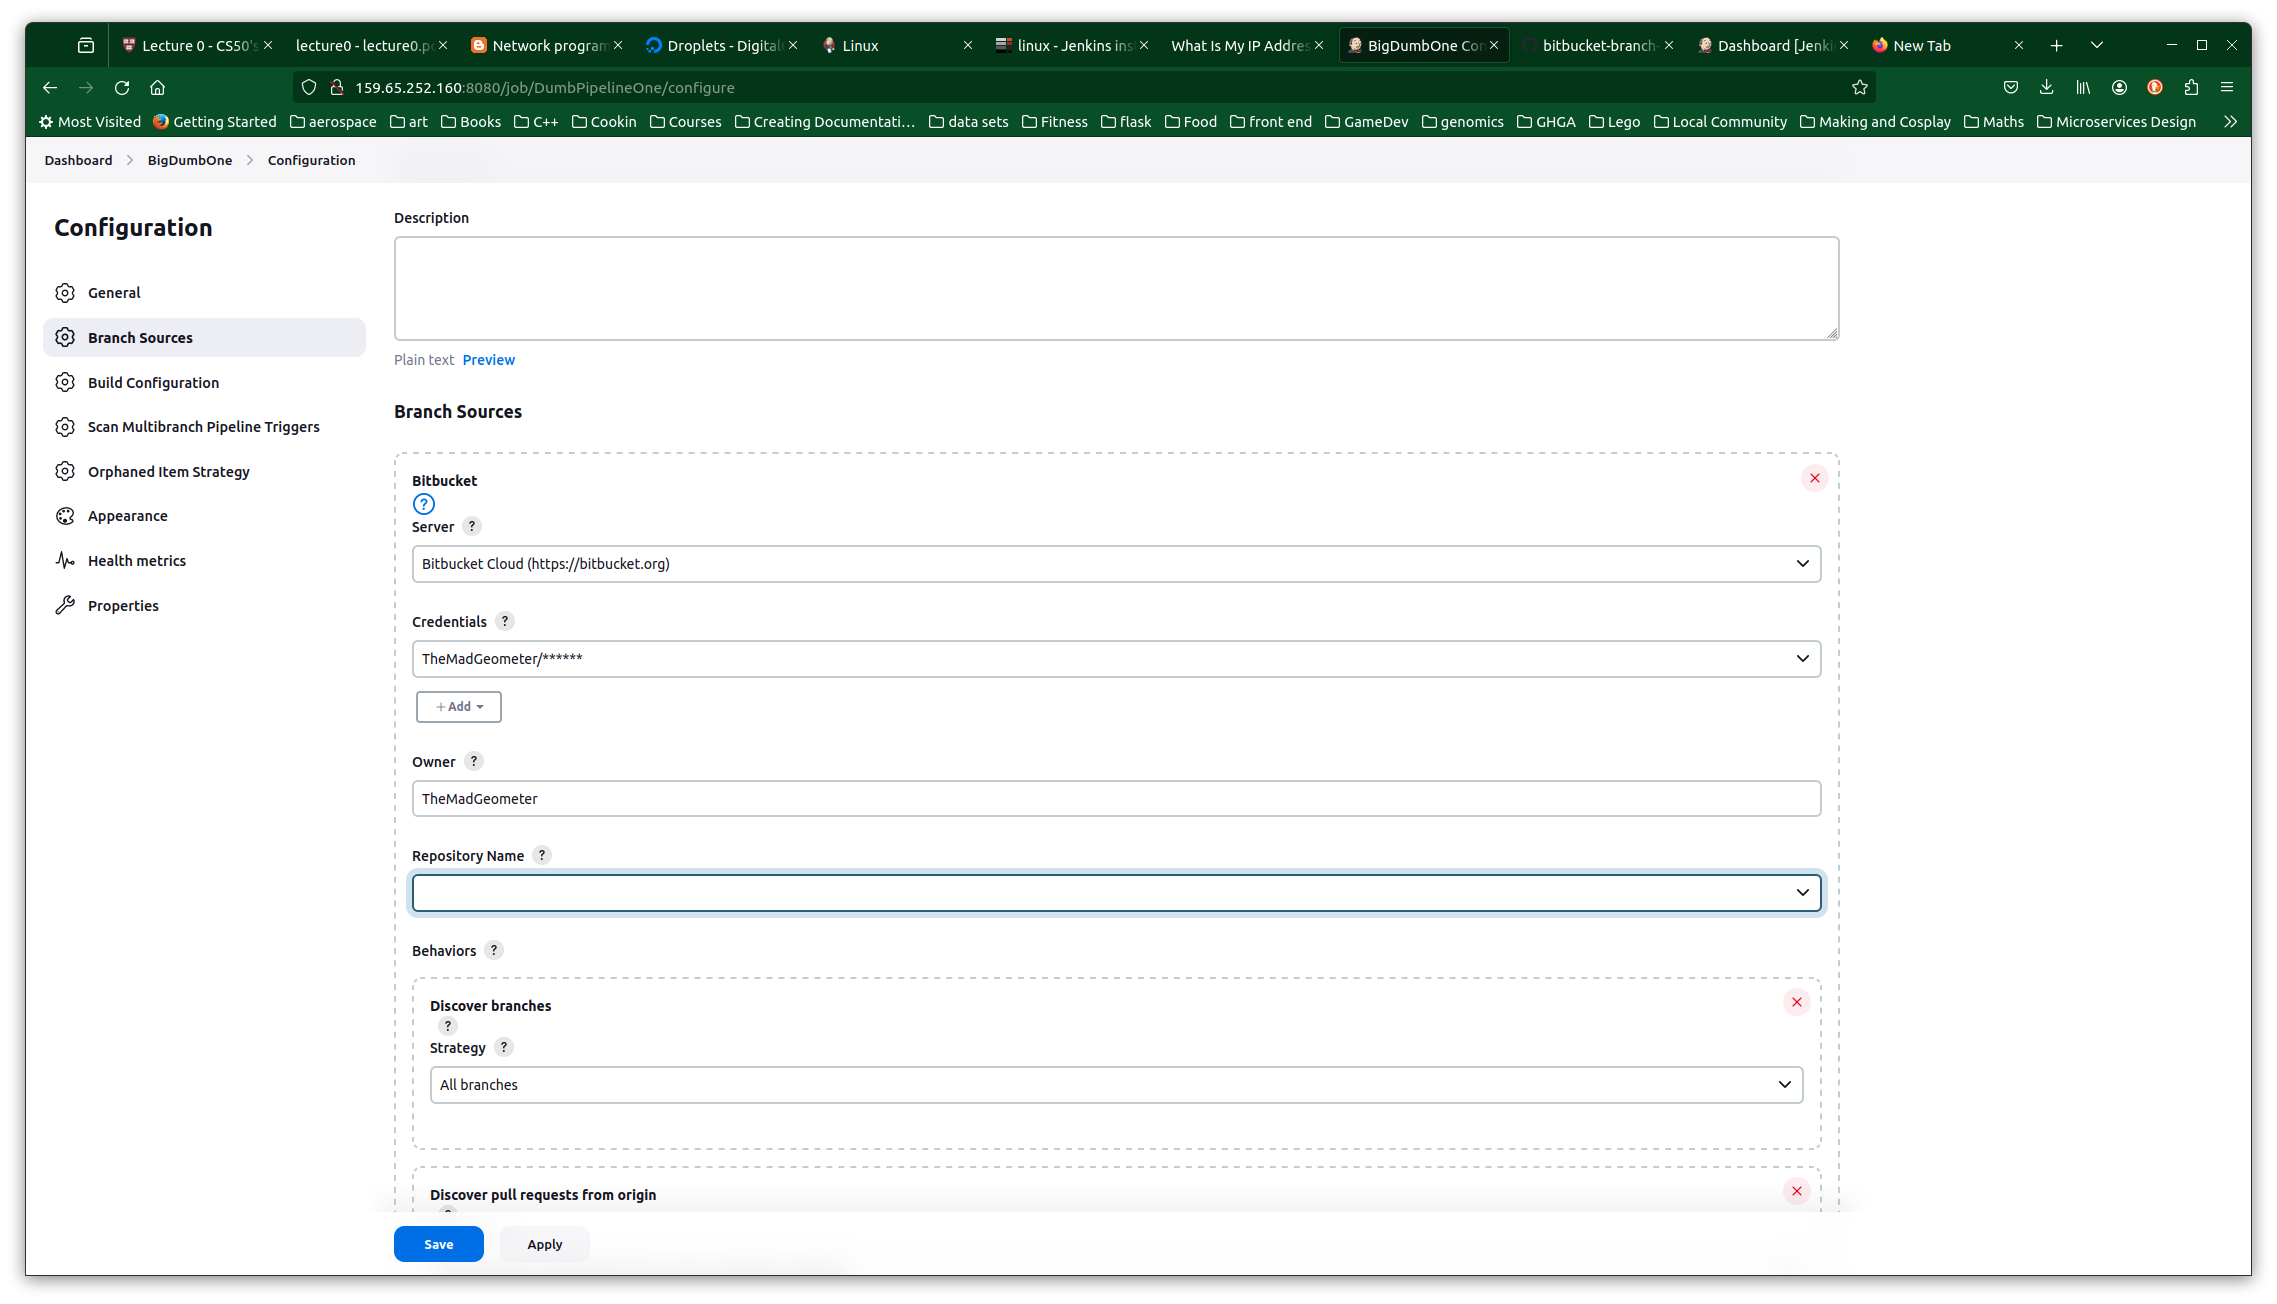 Lecture 0 - CS50's
lecture0 - lecture0.pd
Network program
Droplets - Digital
Linux
linux - Jenkins ins
What Is My IP Addres
BigDumbOne Con
bitbucket-branch-
Dashboard [Jenki
New Tab
159.65.252.160:8080/job/DumbPipelineOne/configure
Most Visited Getting Started aerospace art Books C++ Cookin Courses Creating Documentati… data sets Fitness flask Food front end GameDev genomics GHGA Lego Local Community Making and Cosplay Maths Microservices Design
Dashboard > BigDumbOne > Configuration
Configuration
General
Branch Sources
Build Configuration
Scan Multibranch Pipeline Triggers
Orphaned Item Strategy
Appearance
Health metrics
Properties
Description
Plain text Preview
Branch Sources
Bitbucket
?
Server ?
Bitbucket Cloud (https://bitbucket.org)
Credentials ?
TheMadGeometer/******
+ Add
Owner ?
TheMadGeometer
Repository Name ?
Behaviors ?
Discover branches
?
Strategy ?
All branches
Discover pull requests from origin
Save Apply